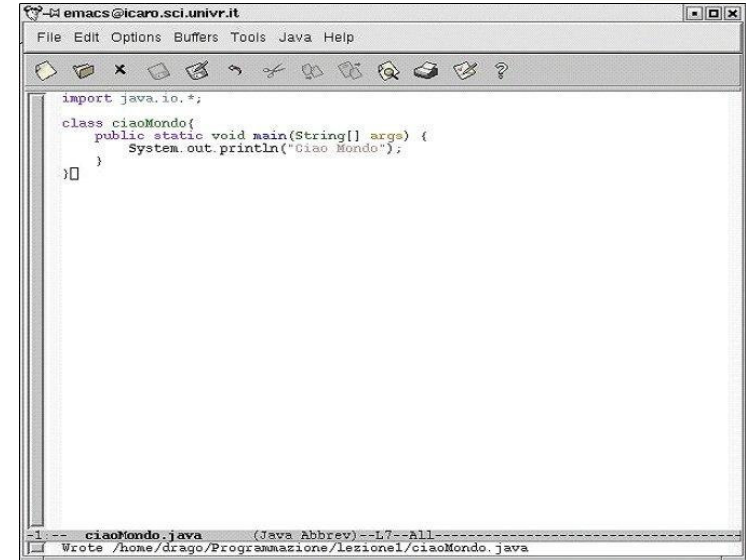 emacs@icaro.sci.univr.it
File Edit Options Buffers Tools Java Help
import java.io.*;
class ciaoMondo{
public static void main(String[] args) {
System.out.println("Ciao Mondo");
}
}
-1:-- ciaoMondo.java (Java Abbrev)--L7--All----------------------------------
Wrote /home/drago/Programmazione/lezione1/ciaoMondo.java